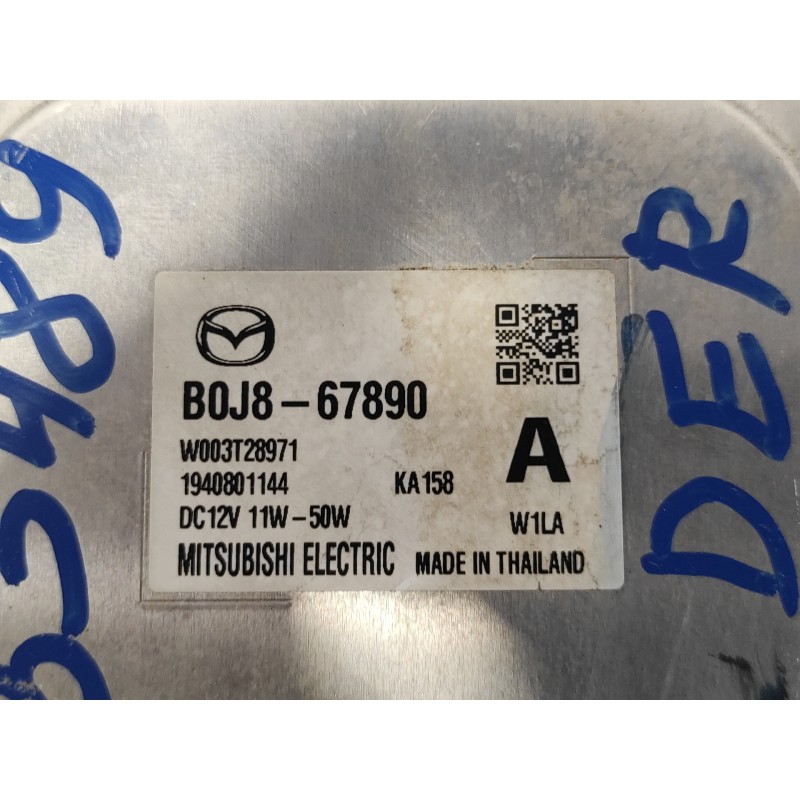 B0J8-67890
W003T28971
1940801144 KA158
A
DC12V 11W-50W
W1LA
MITSUBISHI ELECTRIC MADE IN THAILAND
DER